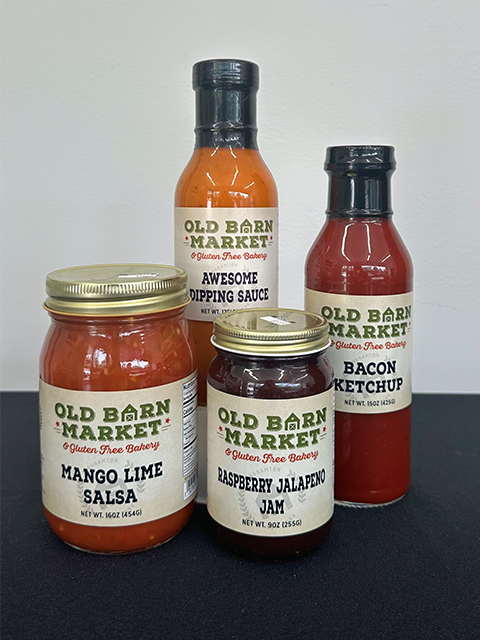 OLD BARN
MARKET
& Gluten Free Bakery
AWESOME
DIPPING SAUCE
OLD BARN
MARKET
& Gluten Free Bakery
BACON
KETCHUP
NET WT. 15OZ (425G)
OLD BARN
MARKET
& Gluten Free Bakery
MANGO LIME
SALSA
NET WT. 16OZ (454G)
OLD BARN
MARKET
& Gluten Free Bakery
RASPBERRY JALAPENO
JAM
NET WT. 9OZ (255G)